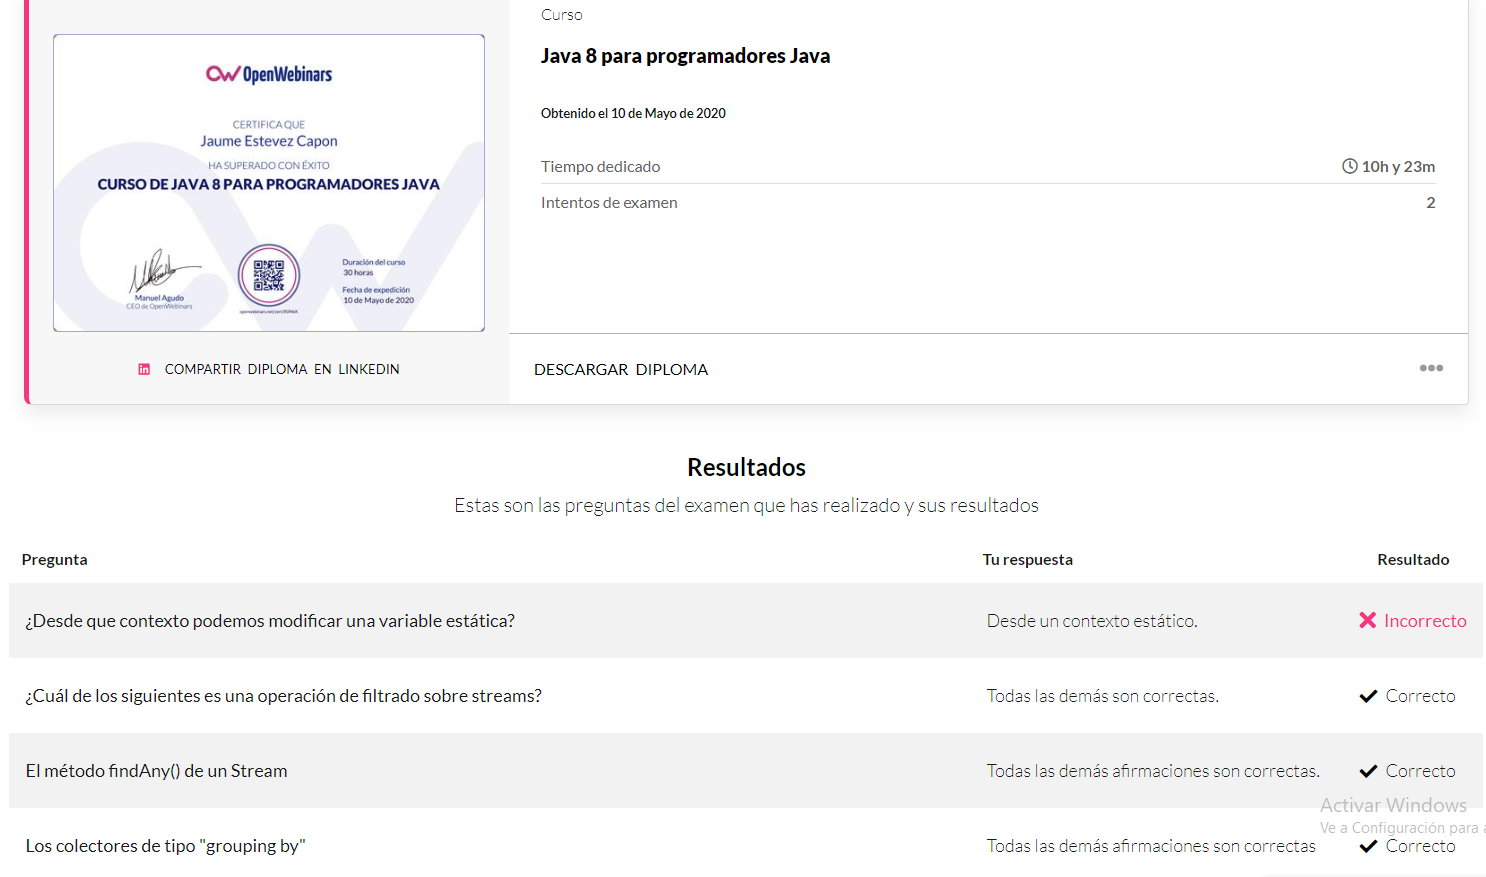 Curso
Java 8 para programadores Java
Obtenido el 10 de Mayo de 2020
Tiempo dedicado 10h y 23m
Intentos de examen 2
OpenWebinars
CERTIFICA QUE
Jaume Estevez Capon
HA SUPERADO CON ÉXITO
CURSO DE JAVA 8 PARA PROGRAMADORES JAVA
Manuel Agudo
CEO de OpenWebinars
Duración del curso
30 horas
Fecha de expedición
10 de Mayo de 2020
COMPARTIR DIPLOMA EN LINKEDIN
DESCARGAR DIPLOMA
Resultados
Estas son las preguntas del examen que has realizado y sus resultados
Pregunta Tu respuesta Resultado
¿Desde que contexto podemos modificar una variable estática? Desde un contexto estático. Incorrecto
¿Cuál de los siguientes es una operación de filtrado sobre streams? Todas las demás son correctas. Correcto
El método findAny() de un Stream Todas las demás afirmaciones son correctas. Correcto
Activar Windows
Ve a Configuración para a
Los colectores de tipo "grouping by" Todas las demás afirmaciones son correctas Correcto